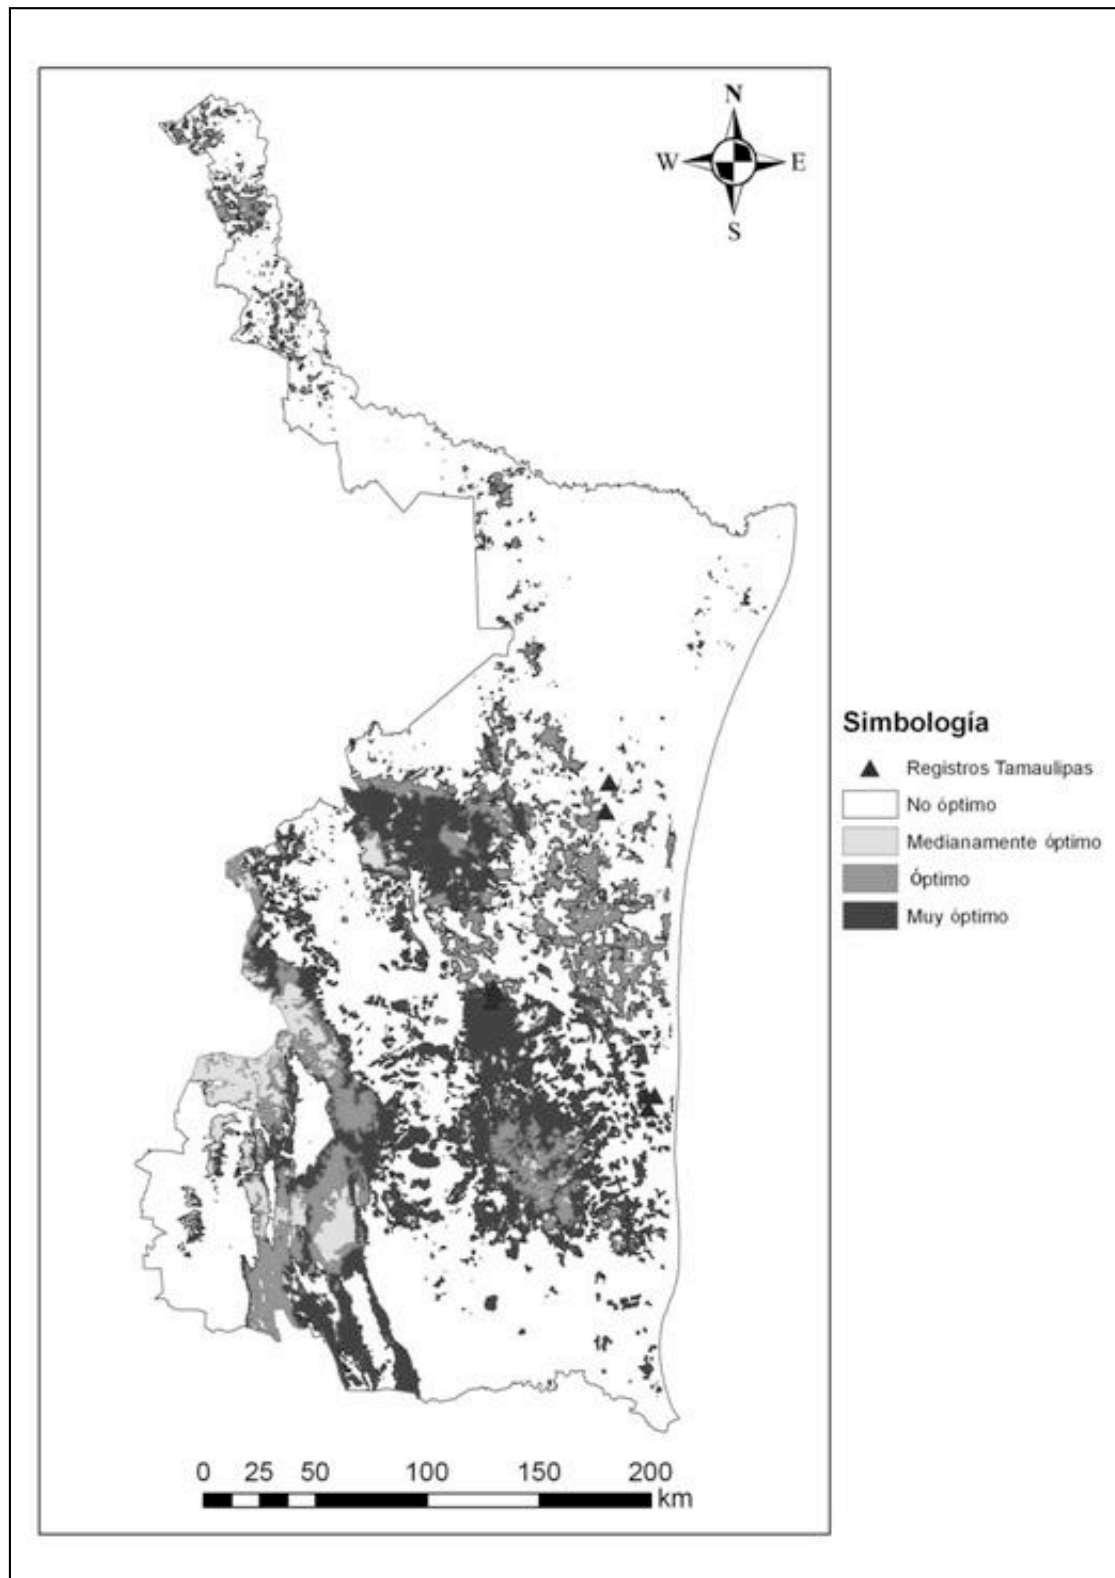 N
W E
S
Simbología
Registros Tamaulipas
No óptimo
Medianamente óptimo
Óptimo
Muy óptimo
0 25 50 100 150 200
km